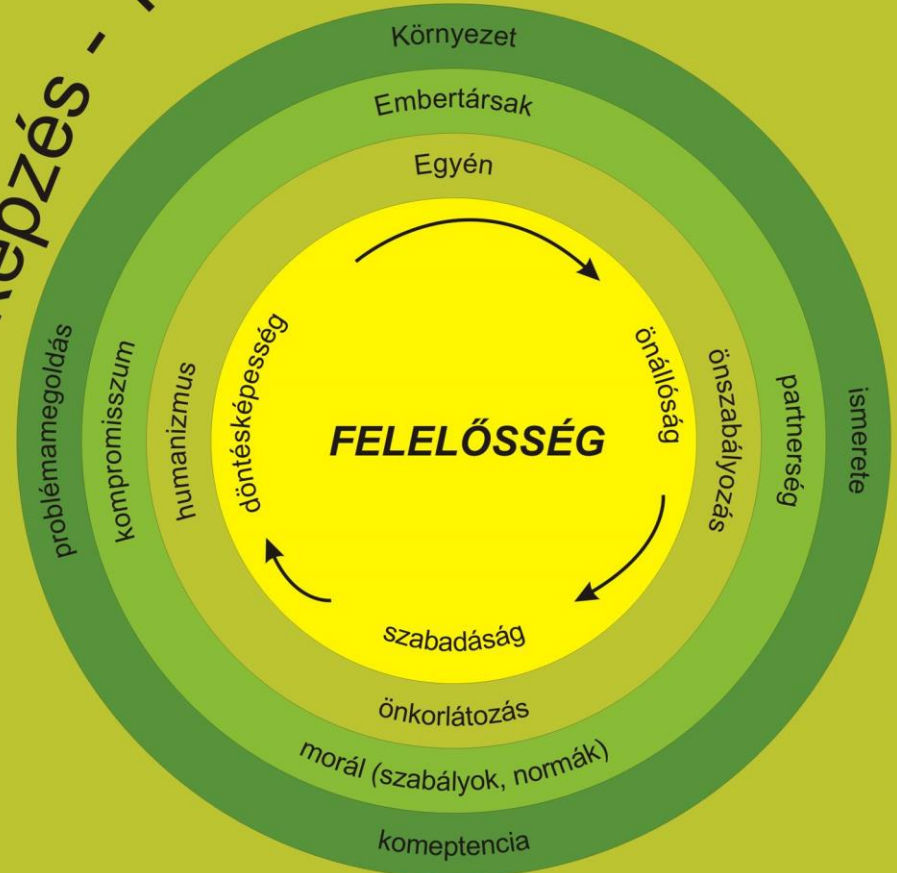 Környezet
Embertársak
Egyén
képzés -
problémamegoldás
kompromisszum
humanizmus
döntésképesség
FELELŐSSÉG
önállóság
önszabályozás
partnerség
ismerete
szabadáság
önkorlátozás
morál (szabályok, normák)
komeptencia